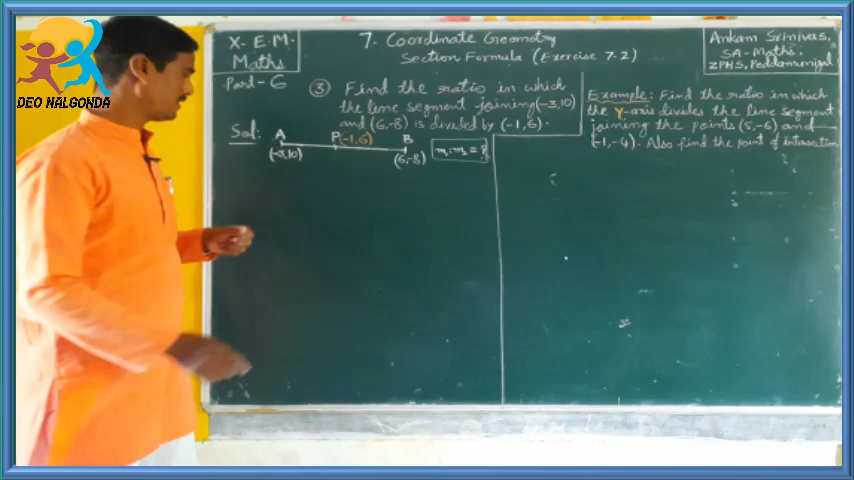 DEO NALGONDA
X- E.M-
Maths
Part-6
7. Coordinate Geometry
Section Formula (Exercise 7.2)
Ankam Srinivas,
SA-Maths;
ZPHS, Peddamunigal
③ Find the ratio in which
the line segment joining (-3,10)
and (6,-8) is divided by (-1,6).
Sol:
A P(-1,6) B
(-3,10) (6,-8)
m₁:m₂ = ?
Example: Find the ratio in which
the Y-axis divides the line segment
joining the points (5,-6) and
(-1,-4). Also find the point of intersection